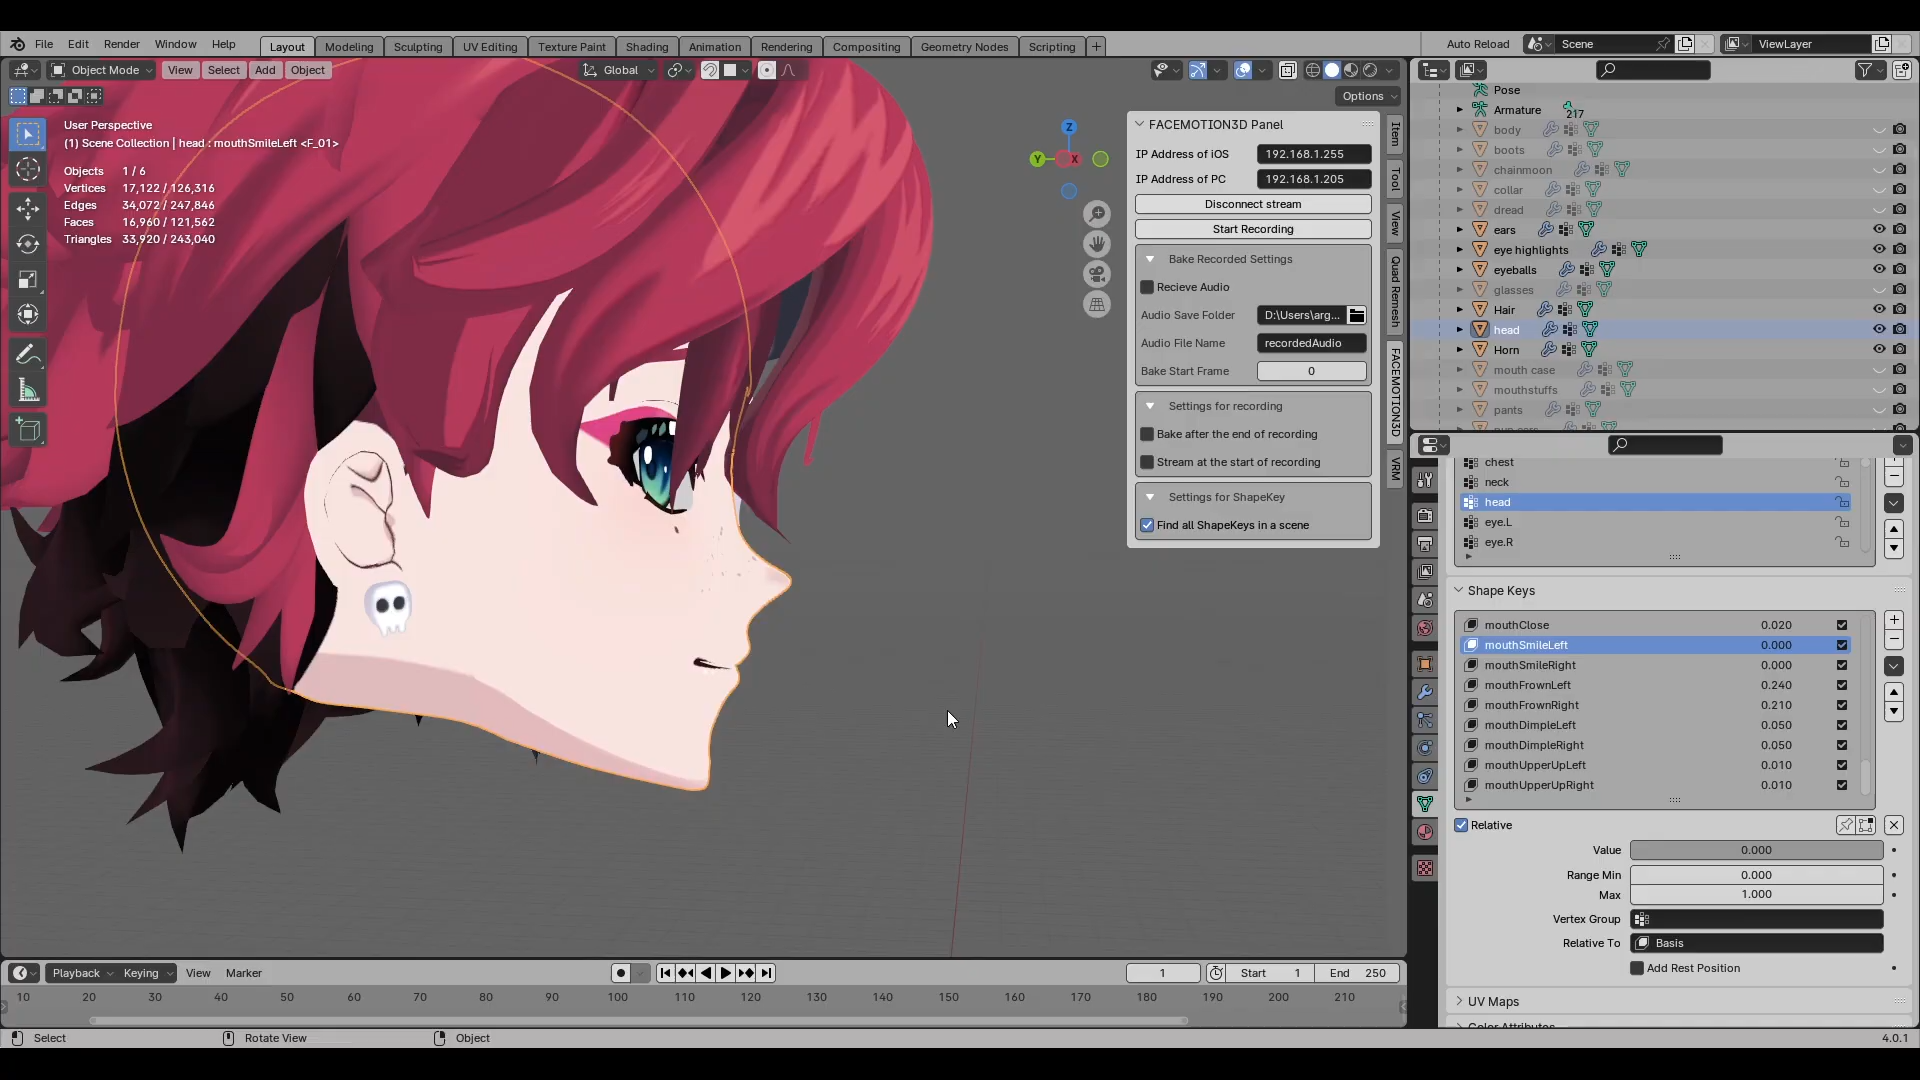 File Edit Render Window Help Layout Modeling Sculpting UV Editing Texture Paint Shading Animation Rendering Compositing Geometry Nodes Scripting + Auto Reload Scene ViewLayer
Object Mode View Select Add Object Global
Options
User Perspective
(1) Scene Collection | head : mouthSmileLeft <F_01>
Objects 1 / 6
Vertices 17,122 / 126,316
Edges 34,072 / 247,846
Faces 16,960 / 121,562
Triangles 33,920 / 243,040
Z
Y
X
FACEMOTION3D Panel
IP Address of iOS 192.168.1.255
IP Address of PC 192.168.1.205
Disconnect stream
Start Recording
Bake Recorded Settings
Recieve Audio
Audio Save Folder D:\Users\arg...
Audio File Name recordedAudio
Bake Start Frame 0
Settings for recording
Bake after the end of recording
Stream at the start of recording
Settings for ShapeKey
Find all ShapeKeys in a scene
Item
Tool
View
Quad Remesh
FACEMOTION3D
VRM
Pose
Armature 217
body
boots
chainmoon
collar
dread
ears
eye highlights
eyeballs
glasses
Hair
head
Horn
mouth case
mouthstuffs
pants
chest
neck
head
eye.L
eye.R
Shape Keys
mouthClose 0.020
mouthSmileLeft 0.000
mouthSmileRight 0.000
mouthFrownLeft 0.240
mouthFrownRight 0.210
mouthDimpleLeft 0.050
mouthDimpleRight 0.050
mouthUpperUpLeft 0.010
mouthUpperUpRight 0.010
Relative
Value 0.000
Range Min 0.000
Max 1.000
Vertex Group
Relative To Basis
Add Rest Position
UV Maps
Playback Keying View Marker 1 Start 1 End 250
10 20 30 40 50 60 70 80 90 100 110 120 130 140 150 160 170 180 190 200 210
Select Rotate View Object 4.0.1